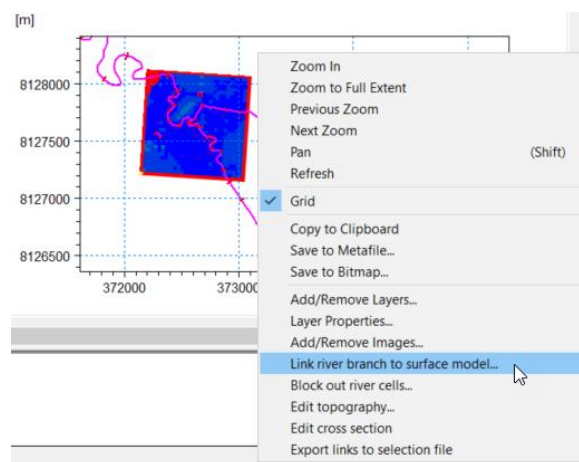 [m]
8128000
8127500
8127000
8126500
372000
373000
Zoom In
Zoom to Full Extent
Previous Zoom
Next Zoom
Pan (Shift)
Refresh
Grid
Copy to Clipboard
Save to Metafile...
Save to Bitmap...
Add/Remove Layers...
Layer Properties...
Add/Remove Images...
Link river branch to surface model...
Block out river cells...
Edit topography...
Edit cross section
Export links to selection file